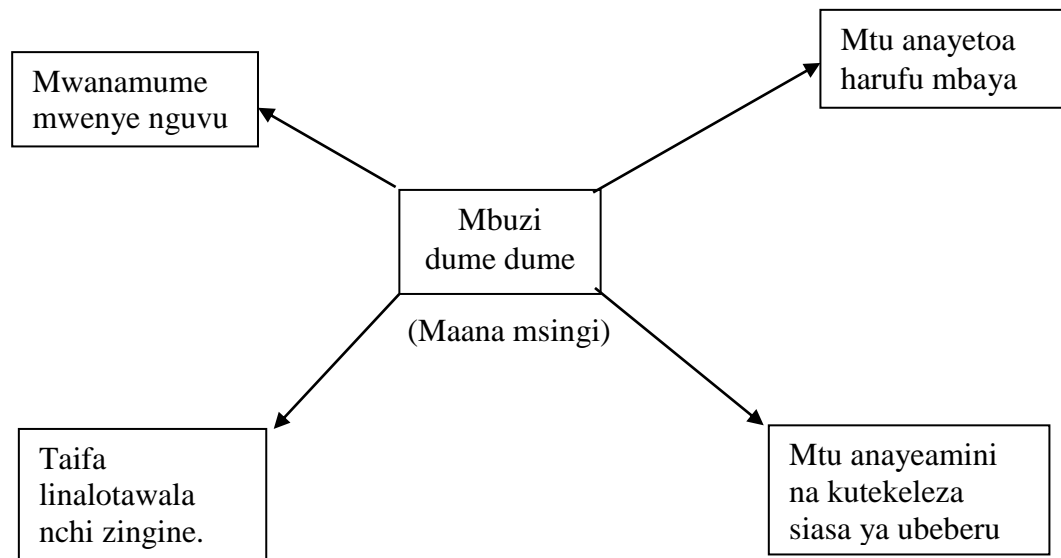 Mtu anayetoa
harufu mbaya
Mwanamume
mwenye nguvu
Mbuzi
dume dume
(Maana msingi)
Taifa
linalotawala
nchi zingine.
Mtu anayeamini
na kutekeleza
siasa ya ubeberu